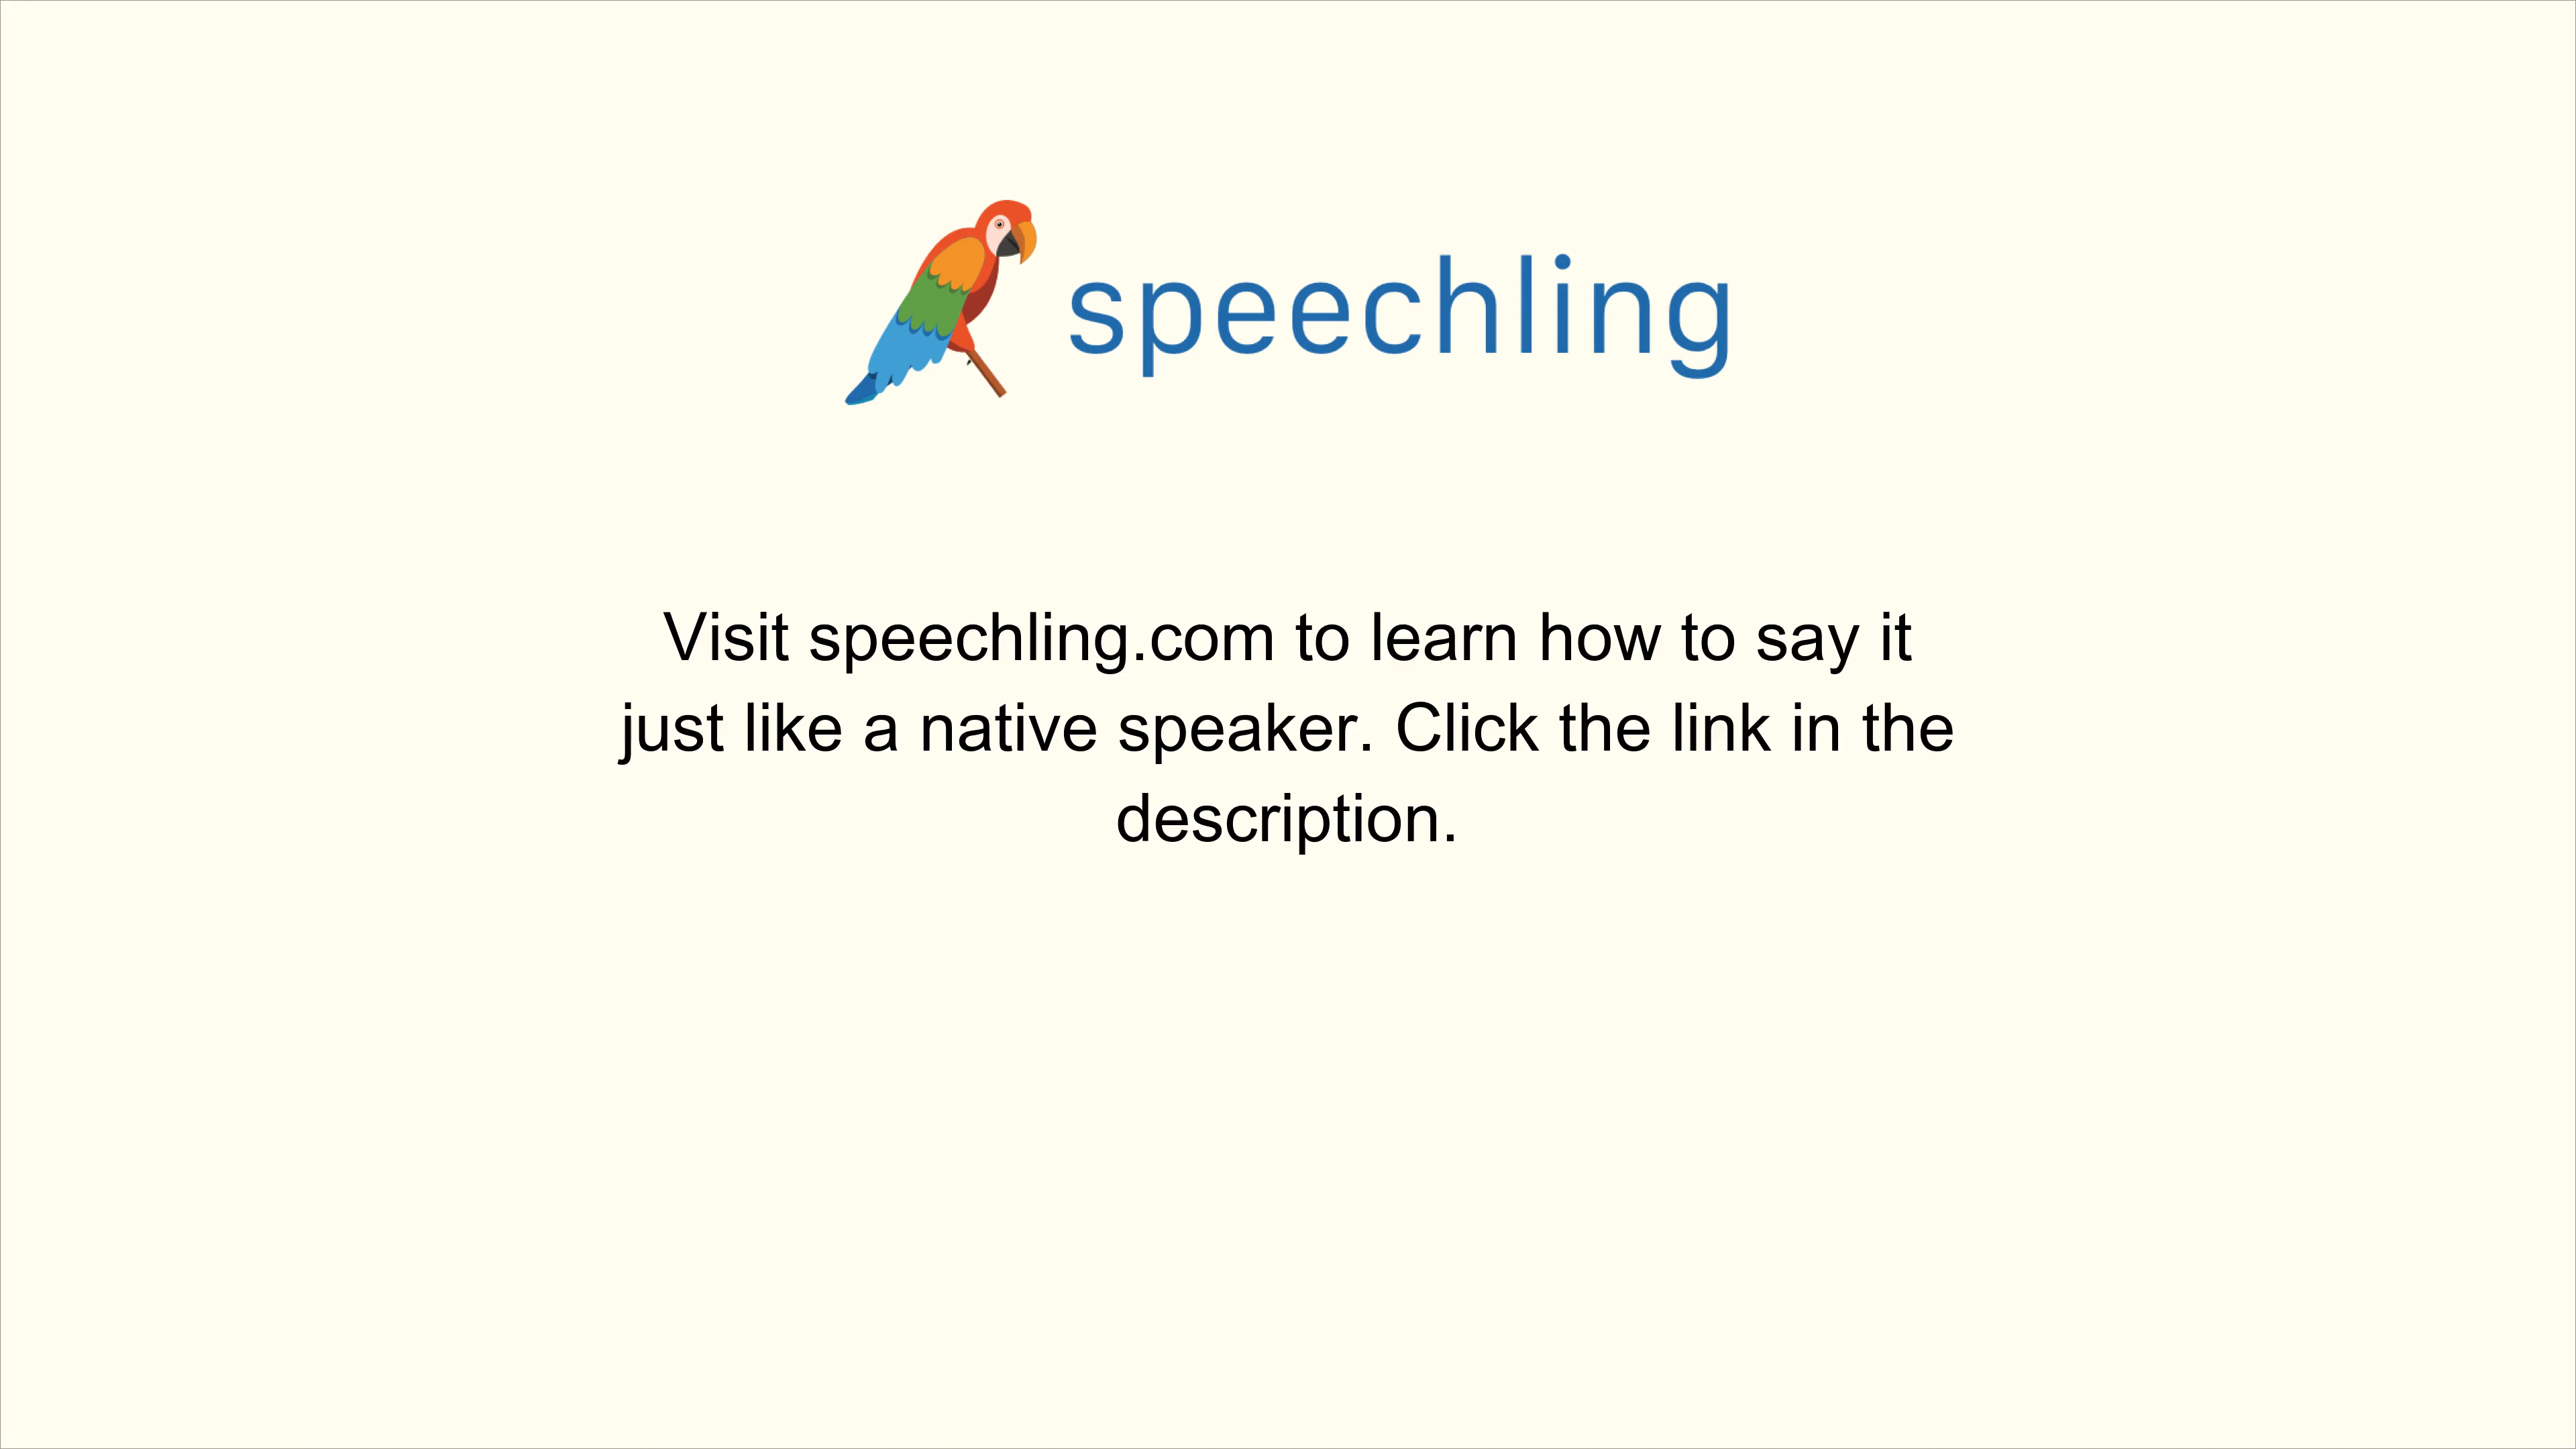 speechling
Visit speechling.com to learn how to say it
just like a native speaker. Click the link in the
description.